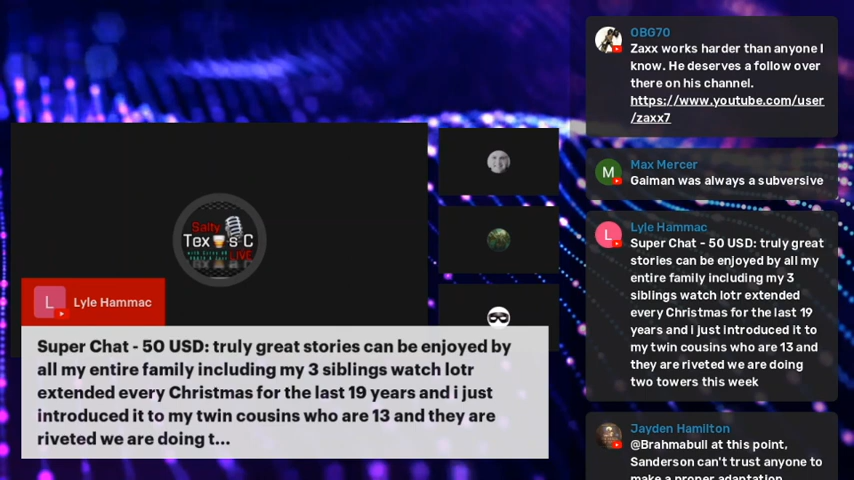 OBG70
Zaxx works harder than anyone I
know. He deserves a follow over
there on his channel.
https://www.youtube.com/user
/zaxx7
M
Max Mercer
Gaiman was always a subversive
L
Lyle Hammac
Super Chat - 50 USD: truly great
stories can be enjoyed by all my
entire family including my 3
siblings watch lotr extended
every Christmas for the last 19
years and i just introduced it to
my twin cousins who are 13 and
they are riveted we are doing
two towers this week
Jayden Hamilton
@Brahmabull at this point,
Sanderson can't trust anyone to
make a proper adaptation
Salty
Tex s C
LIVE
L
Lyle Hammac
Super Chat - 50 USD: truly great stories can be enjoyed by
all my entire family including my 3 siblings watch lotr
extended every Christmas for the last 19 years and i just
introduced it to my twin cousins who are 13 and they are
riveted we are doing t...